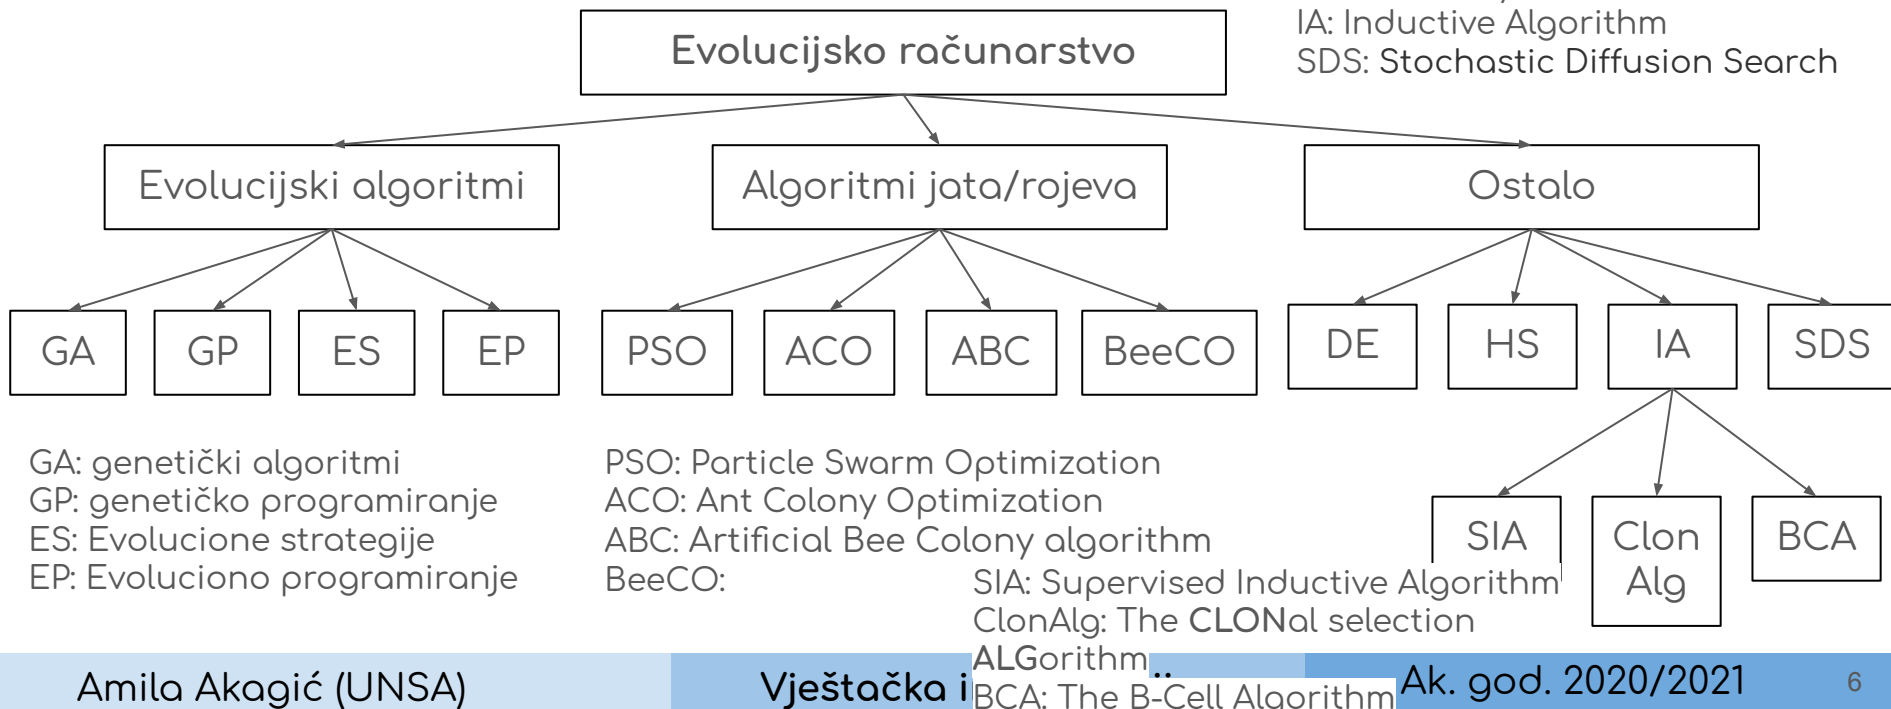 IA: Inductive Algorithm
SDS: Stochastic Diffusion Search
Evolucijsko računarstvo
Evolucijski algoritmi
Algoritmi jata/rojeva
Ostalo
GA
GP
ES
EP
PSO
ACO
ABC
BeeCO
DE
HS
IA
SDS
SIA
Clon
Alg
BCA
GA: genetički algoritmi
GP: genetičko programiranje
ES: Evolucione strategije
EP: Evoluciono programiranje
PSO: Particle Swarm Optimization
ACO: Ant Colony Optimization
ABC: Artificial Bee Colony algorithm
BeeCO:
SIA: Supervised Inductive Algorithm
ClonAlg: The CLONal selection
ALGorithm
BCA: The B-Cell Algorithm
Amila Akagić (UNSA)
Vještačka
Ak. god. 2020/2021
6